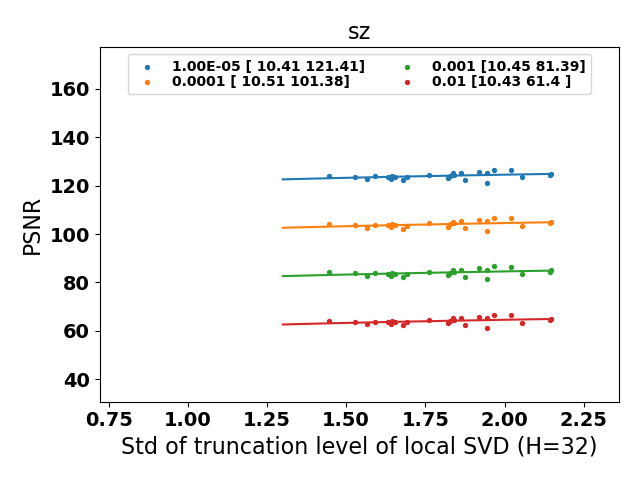 sz
1.00E-05 [ 10.41 121.41]
0.0001 [ 10.51 101.38]
0.001 [10.45 81.39]
0.01 [10.43 61.4 ]
PSNR
160
140
120
100
80
60
40
0.75 1.00 1.25 1.50 1.75 2.00 2.25
Std of truncation level of local SVD (H=32)